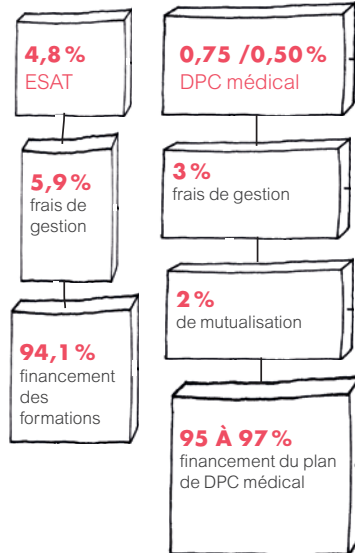 4,8 %
ESAT
5,9 %
frais de
gestion
94,1 %
financement
des
formations
0,75 /0,50 %
DPC médical
3 %
frais de gestion
2 %
de mutualisation
95 À 97 %
financement du plan
de DPC médical